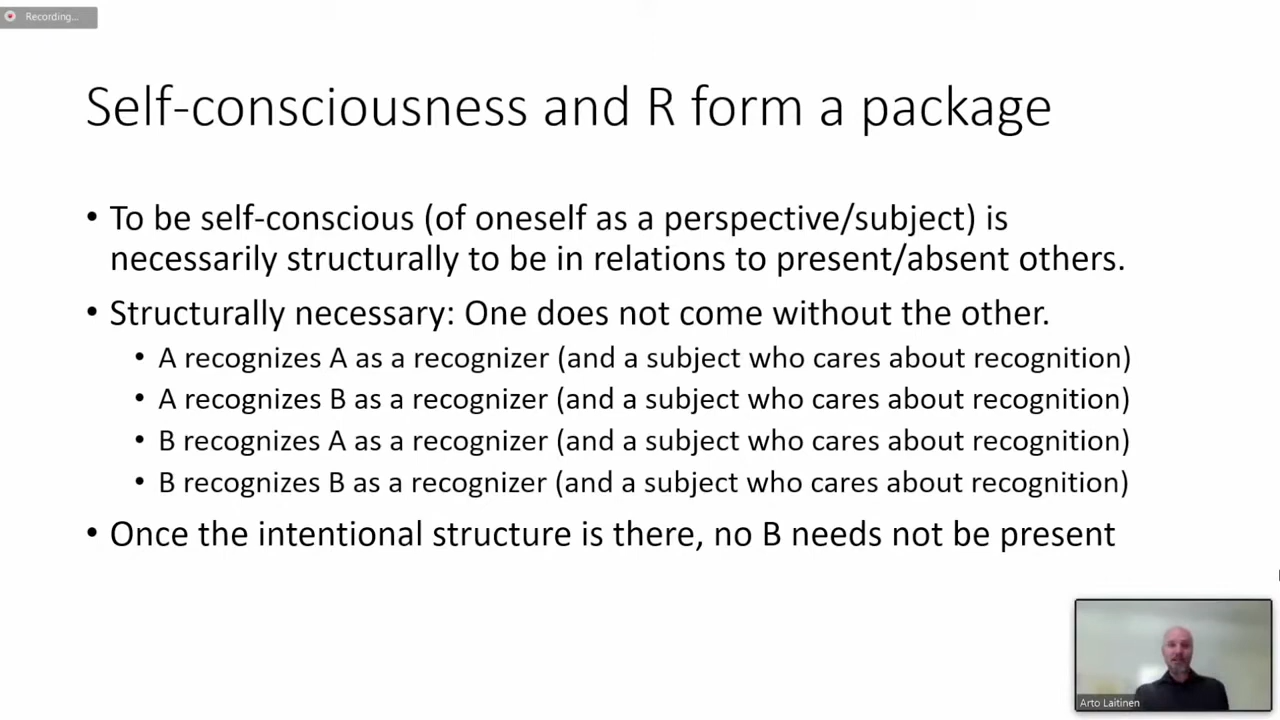 Recording...
Self-consciousness and R form a package
• To be self-conscious (of oneself as a perspective/subject) is
necessarily structurally to be in relations to present/absent others.
• Structurally necessary: One does not come without the other.
• A recognizes A as a recognizer (and a subject who cares about recognition)
• A recognizes B as a recognizer (and a subject who cares about recognition)
• B recognizes A as a recognizer (and a subject who cares about recognition)
• B recognizes B as a recognizer (and a subject who cares about recognition)
• Once the intentional structure is there, no B needs not be present
Arto Laitinen